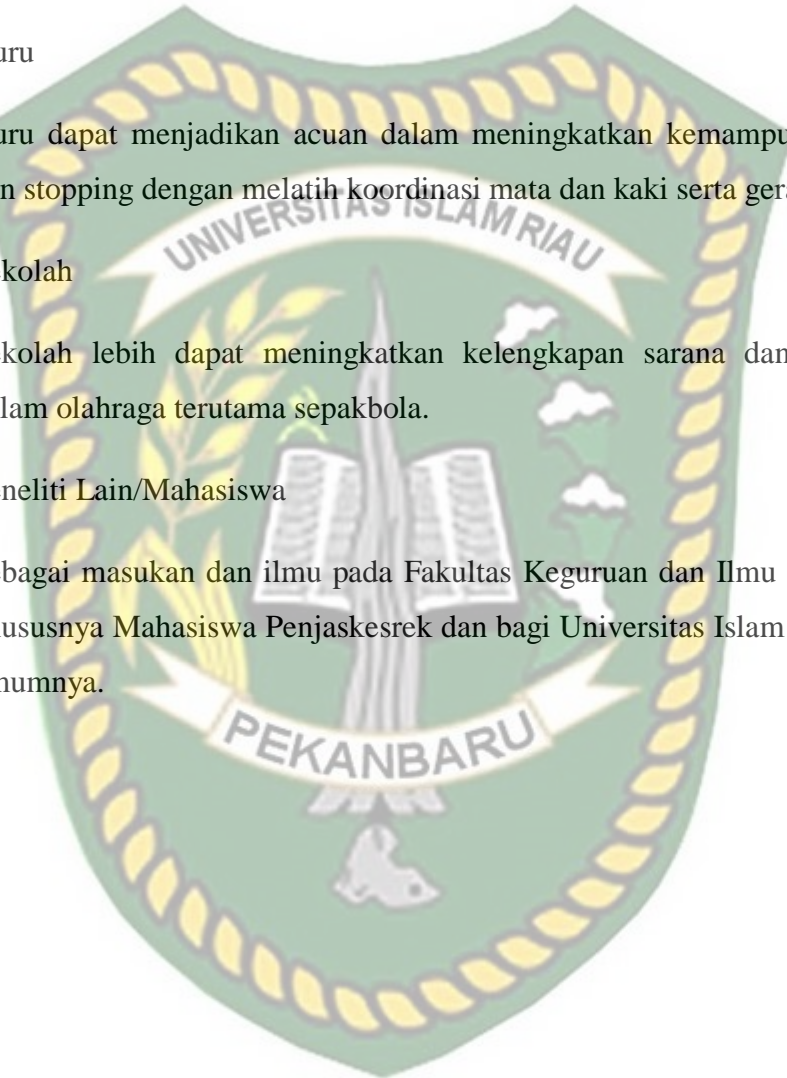 uru
uru dapat menjadikan acuan dalam meningkatkan kemampu
n stopping dengan melatih koordinasi mata dan kaki serta ger
UNIVERSITAS ISLAM RIAU
kolah
kolah lebih dapat meningkatkan kelengkapan sarana dan
lam olahraga terutama sepakbola.
eneliti Lain/Mahasiswa
bagai masukan dan ilmu pada Fakultas Keguruan dan Ilmu
ususnya Mahasiswa Penjaskesrek dan bagi Universitas Islam
numnya.
PEKANBARU